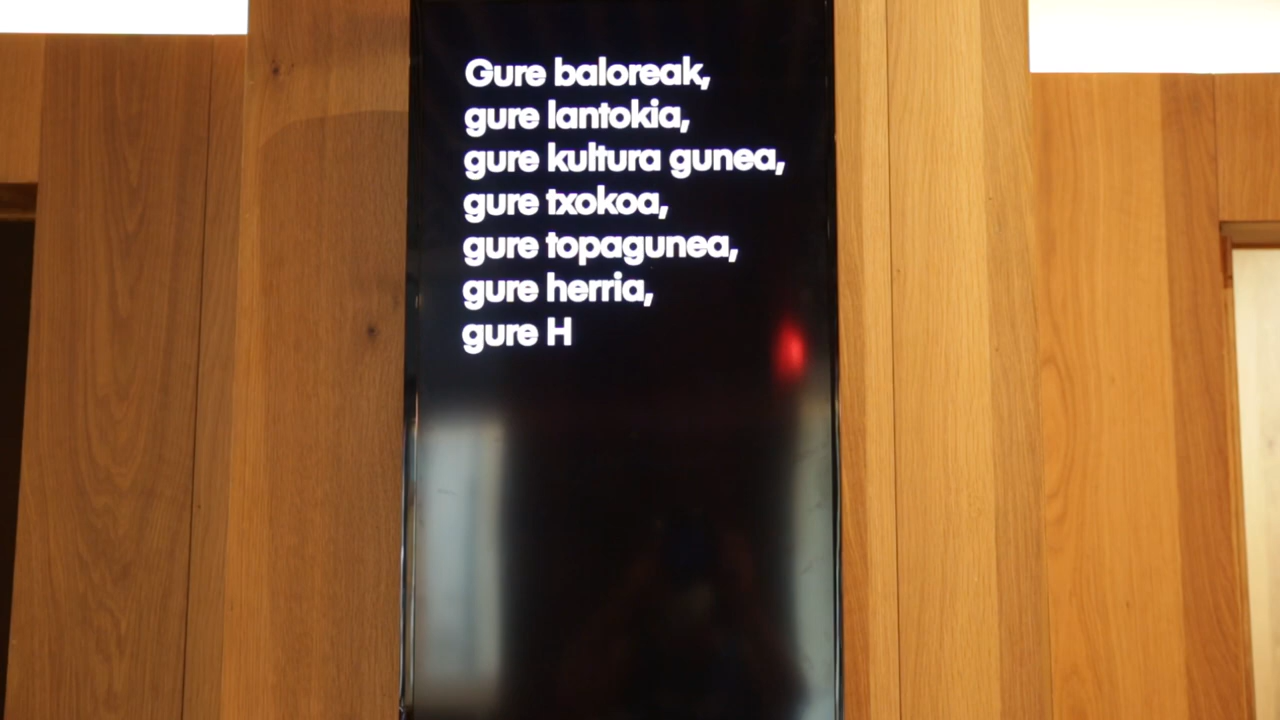 Gure baloreak,
gure lantokia,
gure kultura gunea,
gure txokoa,
gure topagunea,
gure herria,
gure H